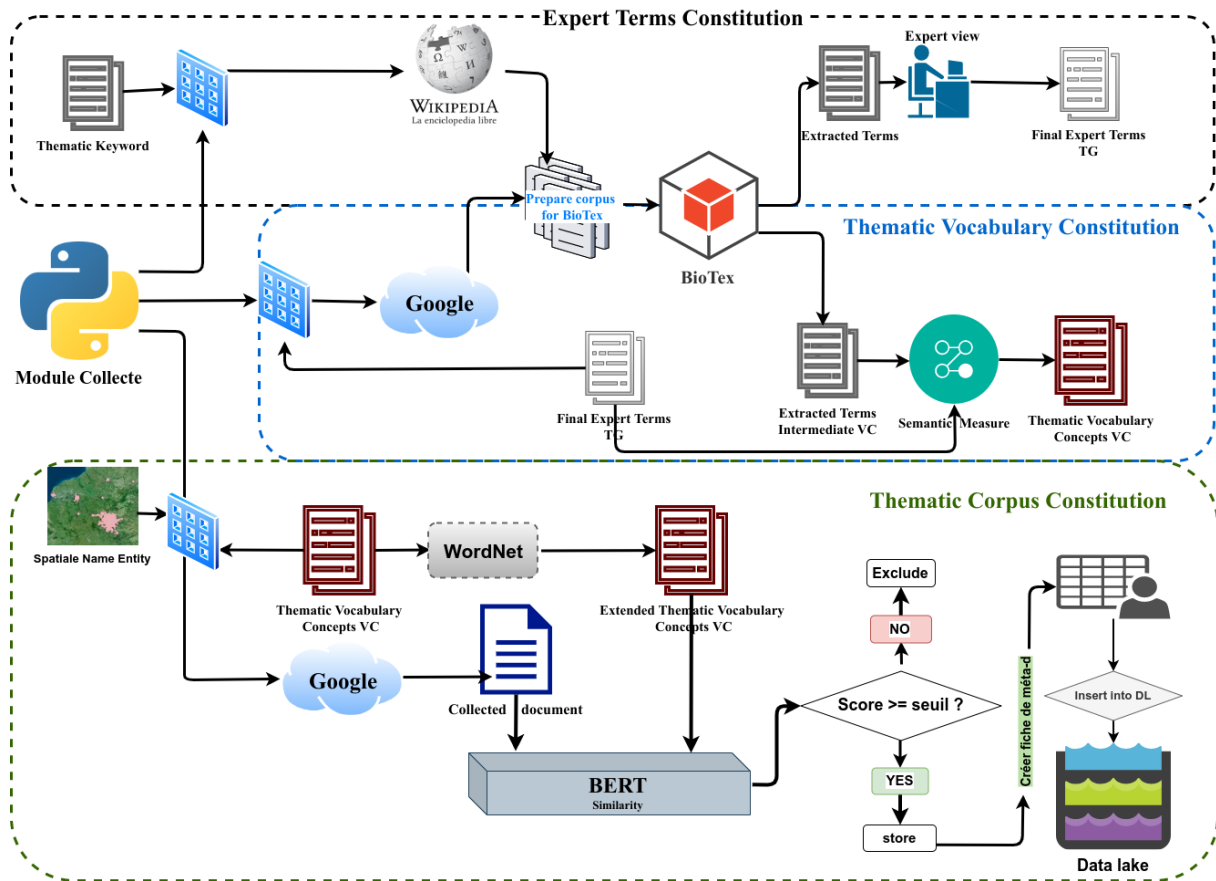 Expert Terms Constitution
Thematic Keyword
WIKIPEDIA
La enciclopedia libre
Ω
W
И
Expert view
Extracted Terms
Final Expert Terms
TG
Prepare corpus
for BioTex
BioTex
Thematic Vocabulary Constitution
Module Collecte
Google
Final Expert Terms
TG
Extracted Terms
Intermediate VC
Semantic Measure
Thematic Vocabulary
Concepts VC
Thematic Corpus Constitution
Spatiale Name Entity
Thematic Vocabulary
Concepts VC
WordNet
Extended Thematic Vocabulary
Concepts VC
Google
Collected document
BERT
Similarity
Exclude
NO
Score >= seuil ?
YES
store
Créer fiche de méta-d
Insert into DL
Data lake